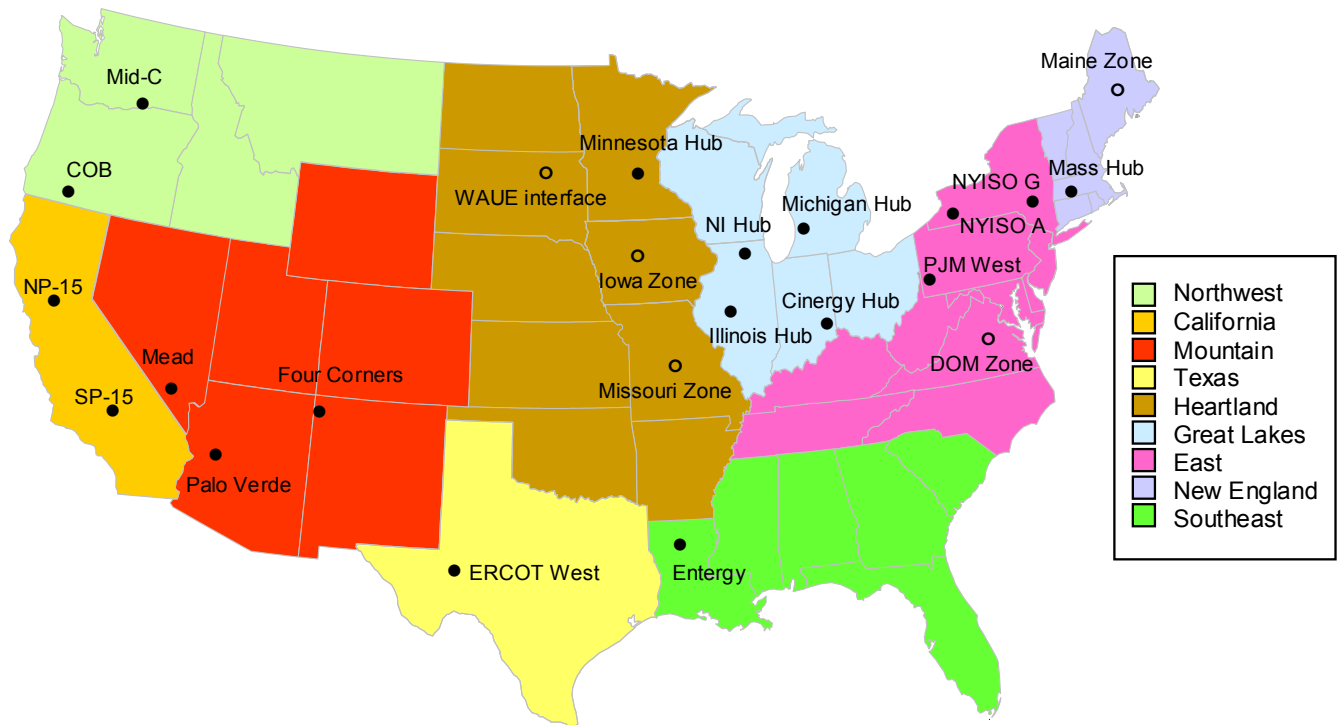 Maine Zone
Mid-C
Minnesota Hub
COB
Mass Hub
NYISO G
WAUE interface
Michigan Hub
NI Hub
NYISO A
PJM West
NP-15
Iowa Zone
Cinergy Hub
Illinois Hub
Mead
DOM Zone
Four Corners
Missouri Zone
SP-15
Palo Verde
ERCOT West
Entergy
Northwest
California
Mountain
Texas
Heartland
Great Lakes
East
New England
Southeast